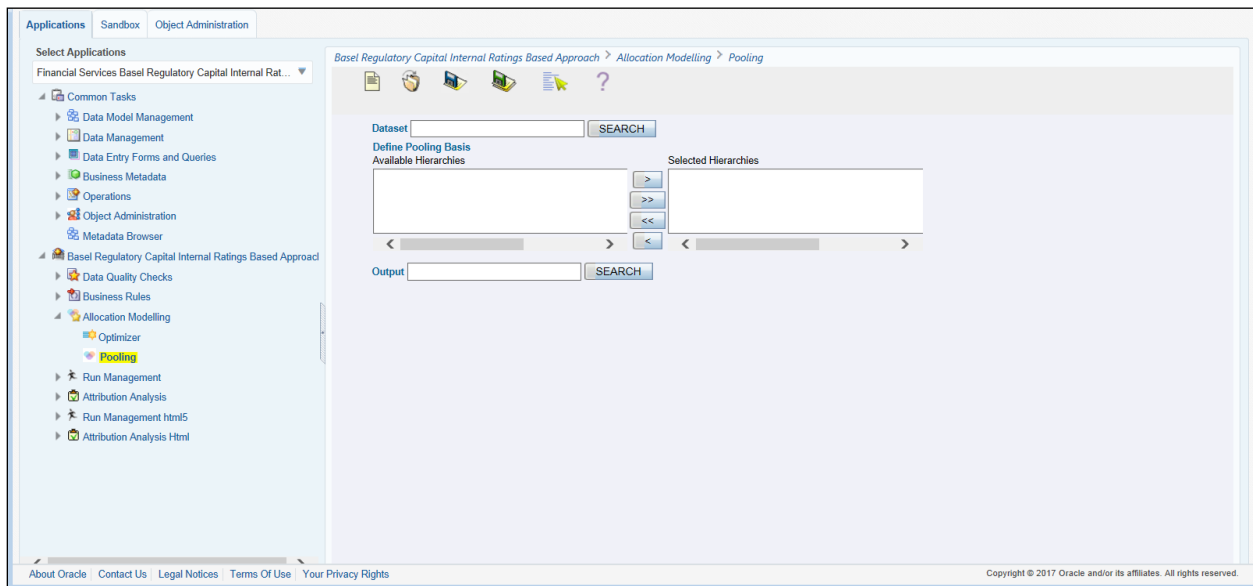 Applications Sandbox Object Administration
Select Applications
Financial Services Basel Regulatory Capital Internal Rat...
Common Tasks
Data Model Management
Data Management
Data Entry Forms and Queries
Business Metadata
Operations
Object Administration
Metadata Browser
Basel Regulatory Capital Internal Ratings Based Approacl
Data Quality Checks
Business Rules
Allocation Modelling
Optimizer
Pooling
Run Management
Attribution Analysis
Run Management html5
Attribution Analysis Html
Basel Regulatory Capital Internal Ratings Based Approach > Allocation Modelling > Pooling
?
Dataset SEARCH
Define Pooling Basis
Available Hierarchies Selected Hierarchies
>
>>
<<
<
Output SEARCH
About Oracle Contact Us Legal Notices Terms Of Use Your Privacy Rights
Copyright © 2017 Oracle and/or its affiliates. All rights reserved.